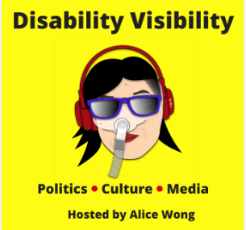 Disability Visibility
Politics • Culture • Media
Hosted by Alice Wong